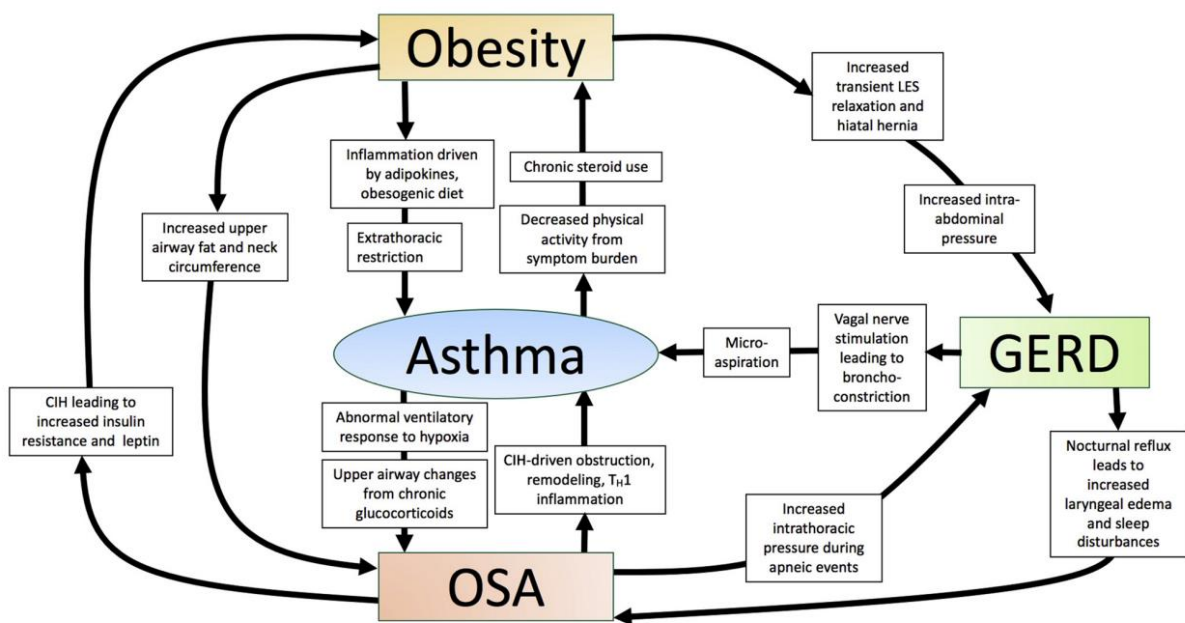 Obesity
Increased
transient LES
relaxation and
hiatal hernia
Inflammation driven
by adipokines,
obesogenic diet
Chronic steroid use
Increased intra-
abdominal
pressure
Increased upper
airway fat and neck
circumference
Extrathoracic
restriction
Decreased physical
activity from
symptom burden
Asthma
Micro-
aspiration
Vagal nerve
stimulation
leading to
broncho-
constriction
GERD
CIH leading to
increased insulin
resistance and leptin
Abnormal ventilatory
response to hypoxia
Upper airway changes
from chronic
glucocorticoids
CIH-driven obstruction,
remodeling, TH1
inflammation
Increased
intrathoracic
pressure during
apneic events
Nocturnal reflux
leads to
increased
laryngeal edema
and sleep
disturbances
OSA